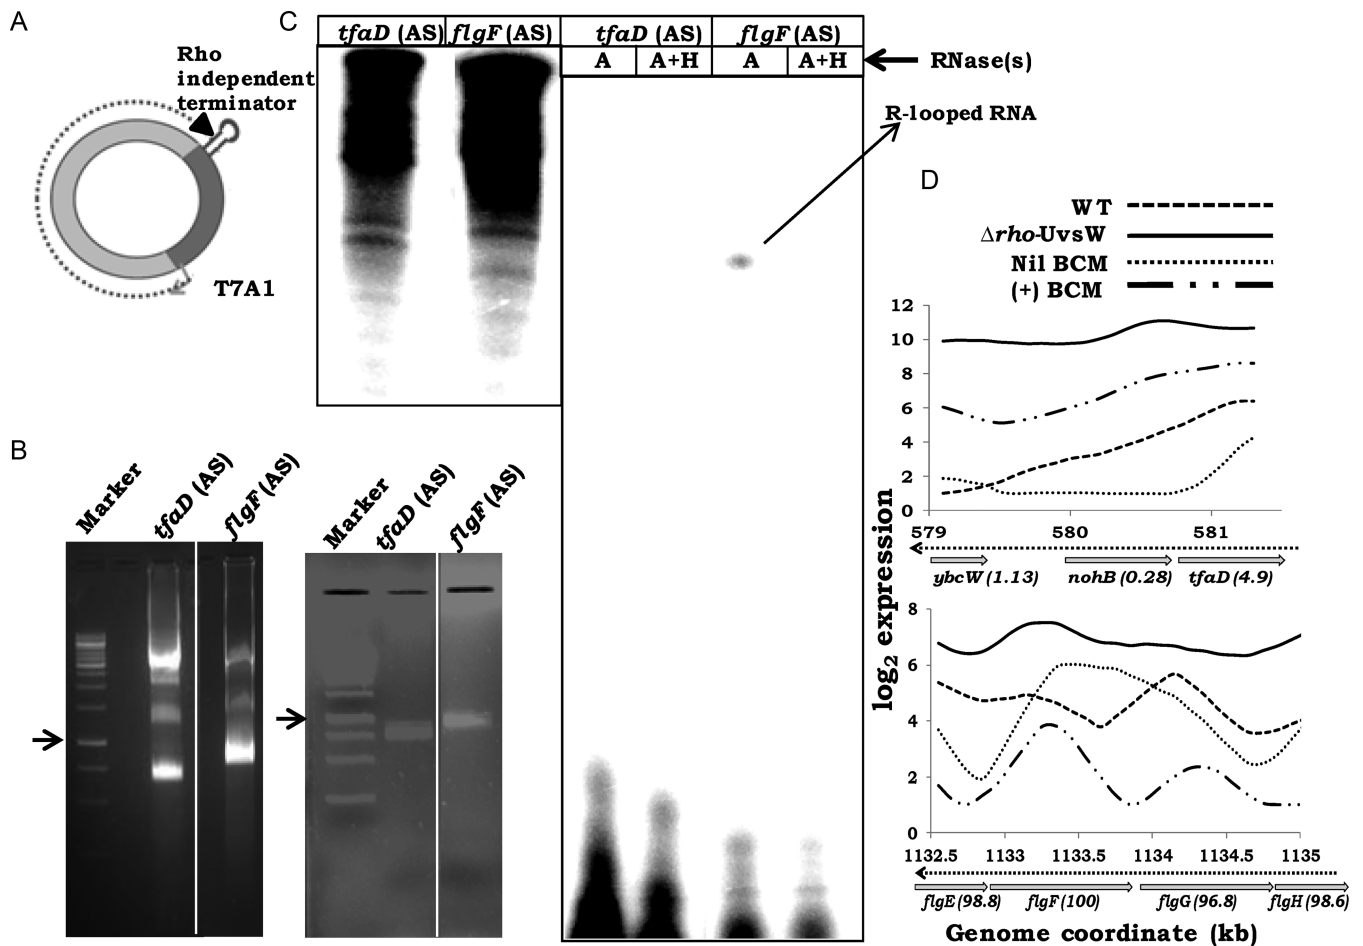 A
Rho
independent
terminator
T7A1
B
Marker
tfaD (AS)
flgF (AS)
Marker
tfaD (AS)
flgF (AS)
C
tfaD (AS) flgF (AS) tfaD (AS) flgF (AS)
A A+H A A+H RNase(s)
R-looped RNA
D
WT
Δrho-UvsW
Nil BCM
(+) BCM
log2 expression
12
10
8
6
4
2
0
579 580 581
ybcW (1.13) nohB (0.28) tfaD (4.9)
8
6
4
2
0
1132.5 1133 1133.5 1134 1134.5 1135
flgE (98.8) flgF (100) flgG (96.8) flgH (98.6)
Genome coordinate (kb)